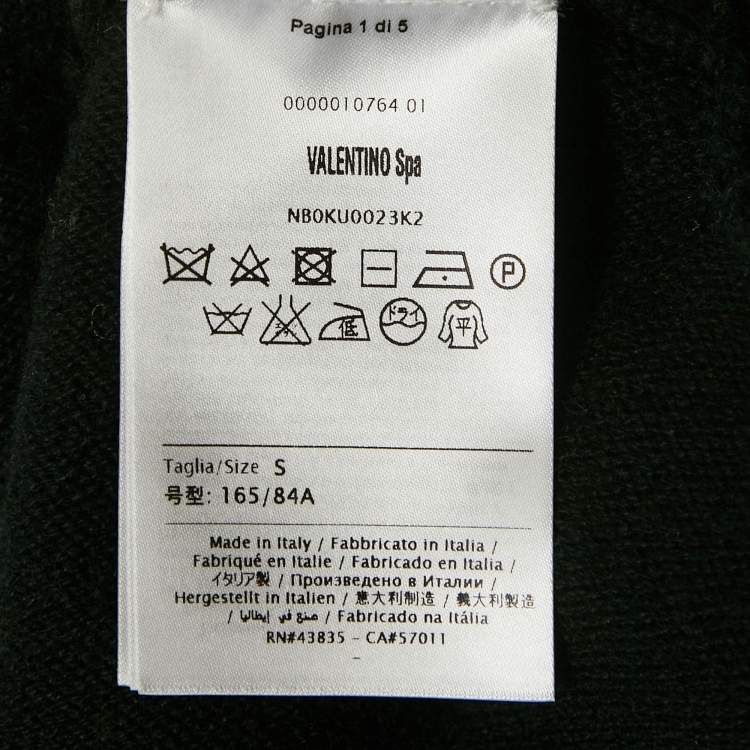 Pagina 1 di 5
0000010764 01
VALENTINO Spa
NB0KU0023K2
P
低 ドライ 平
Taglia/Size S
号型: 165/84A
Made in Italy / Fabbricato in Italia /
Fabriqué en Italie / Fabricado en Italia /
イタリア製 / Произведено в Италии /
Hergestellt in Italien / 意大利制造 / 義大利製造
/ صنع في إيطاليا / Fabricado na Itália
RN#43835 - CA#57011
-